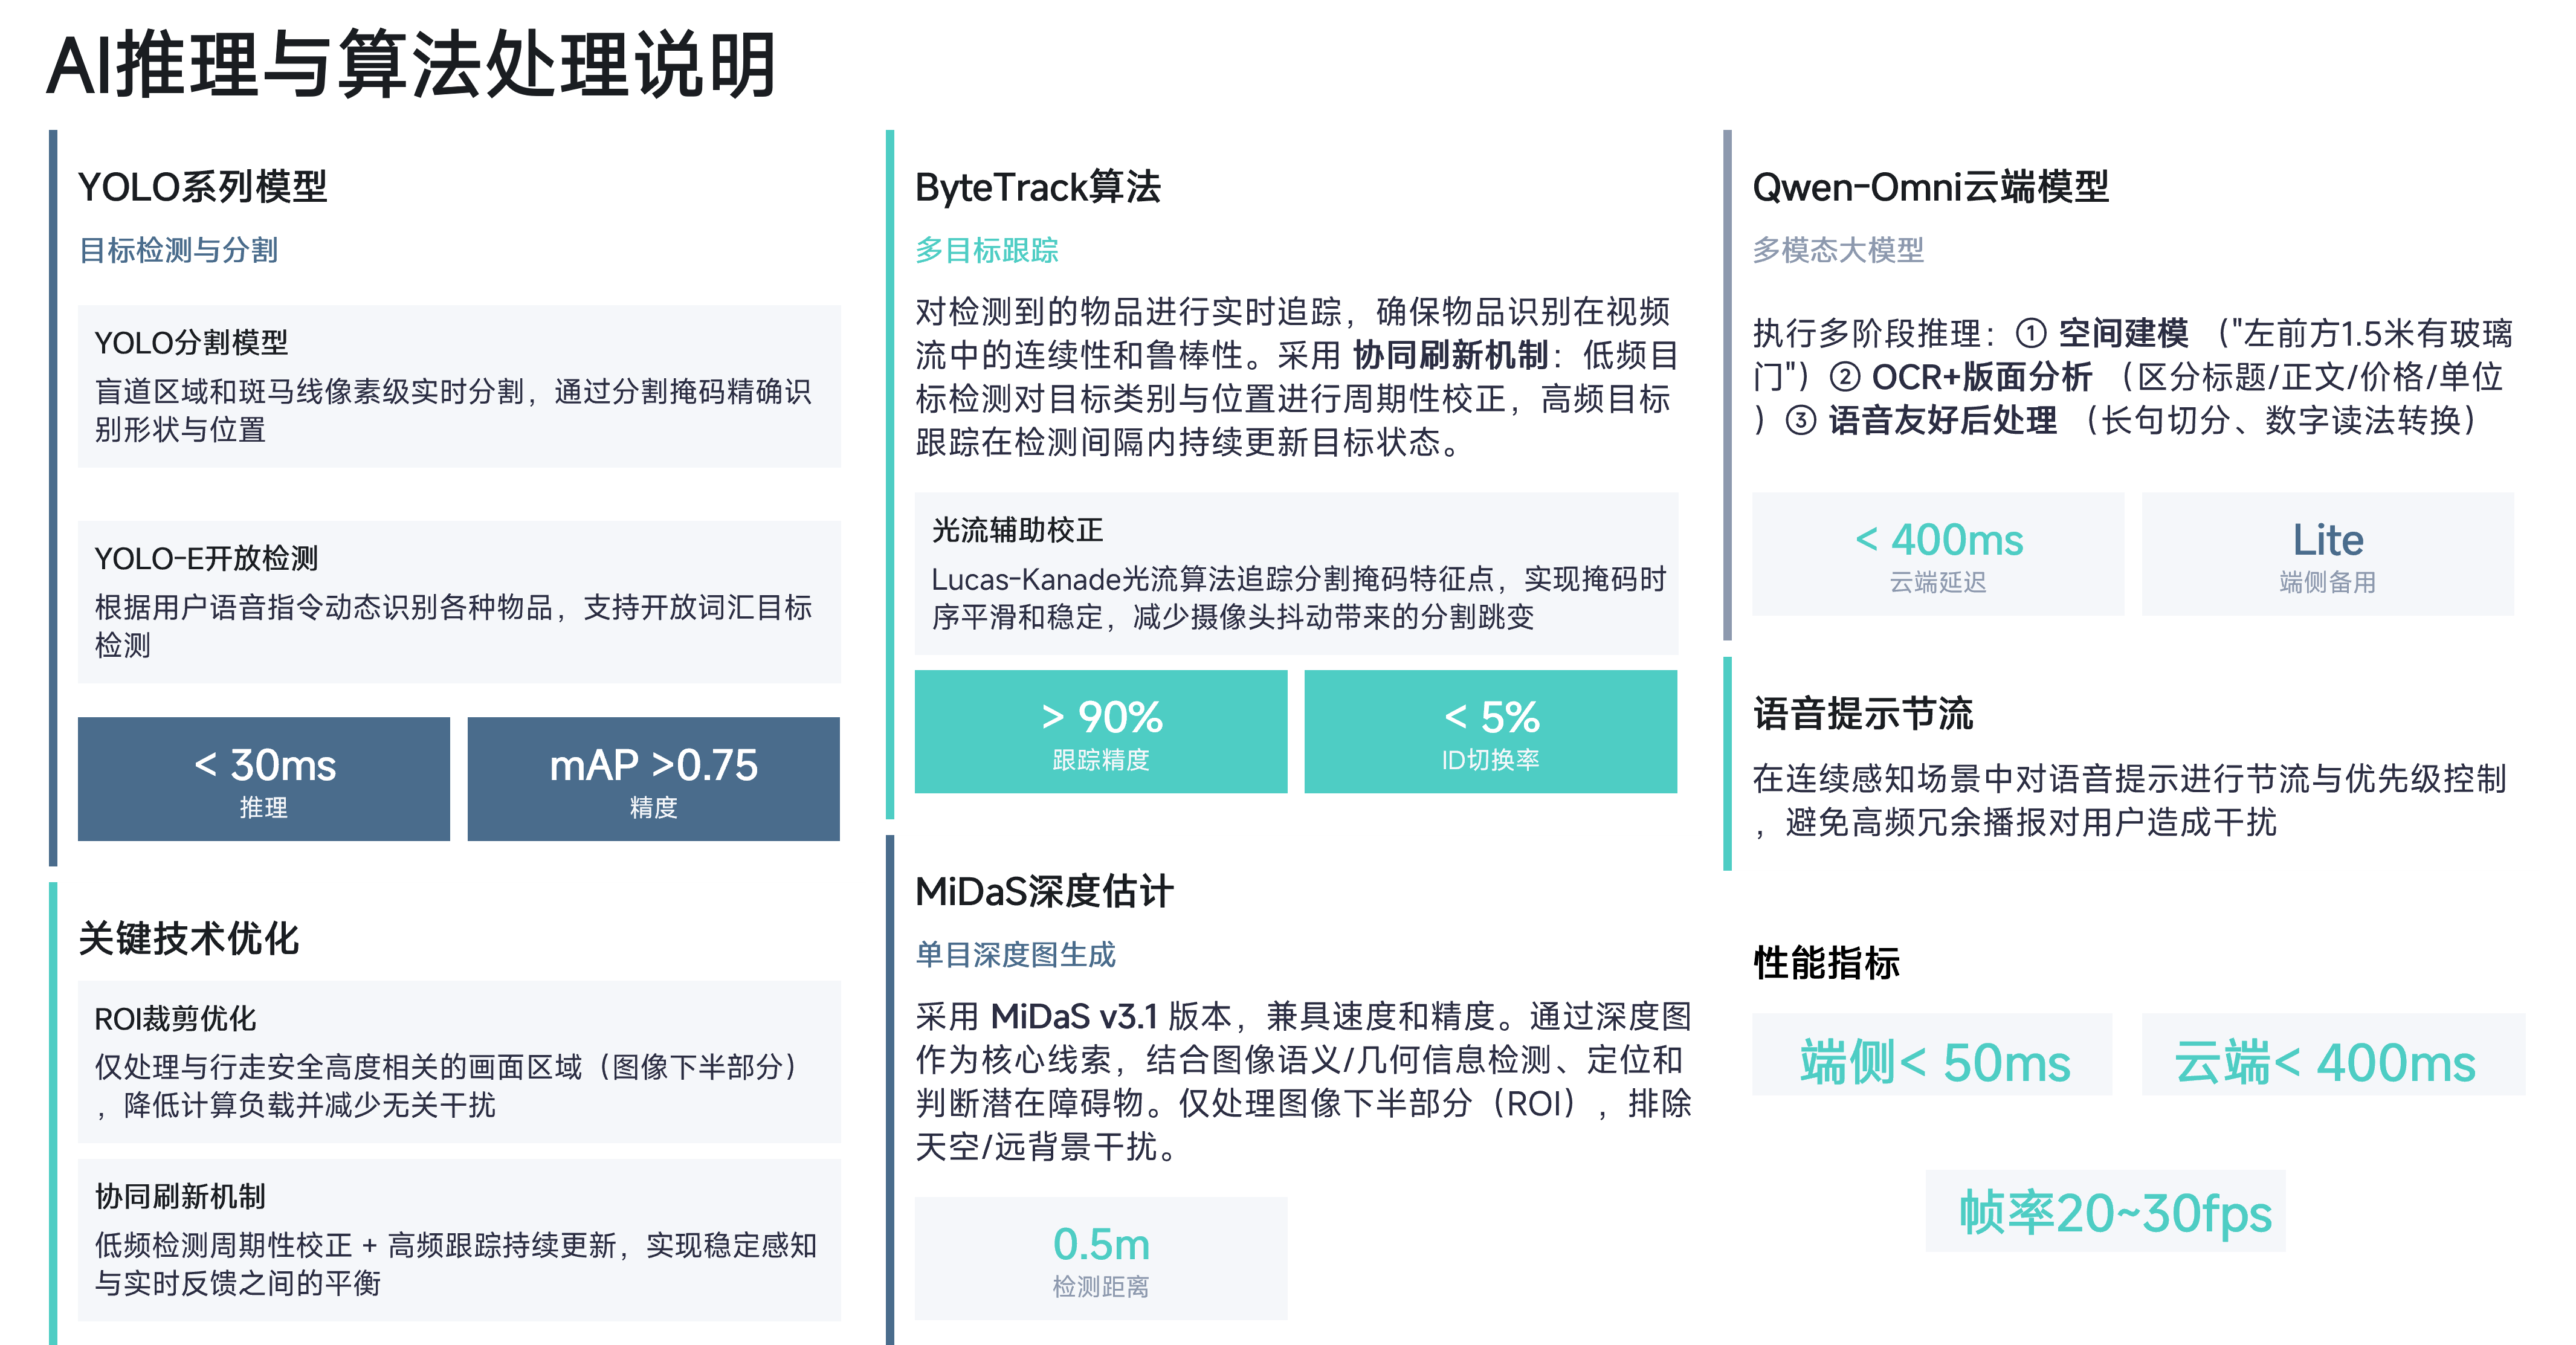 AI推理与算法处理说明
YOLO系列模型
目标检测与分割
YOLO分割模型
盲道区域和斑马线像素级实时分割，通过分割掩码精确识
别形状与位置
YOLO-E开放检测
根据用户语音指令动态识别各种物品，支持开放词汇目标
检测
< 30ms
推理
mAP >0.75
精度
关键技术优化
ROI裁剪优化
仅处理与行走安全高度相关的画面区域（图像下半部分）
，降低计算负载并减少无关干扰
协同刷新机制
低频检测周期性校正 + 高频跟踪持续更新，实现稳定感知
与实时反馈之间的平衡
ByteTrack算法
多目标跟踪
对检测到的物品进行实时追踪，确保物品识别在视频
流中的连续性和鲁棒性。采用 协同刷新机制：低频目
标检测对目标类别与位置进行周期性校正，高频目标
跟踪在检测间隔内持续更新目标状态。
光流辅助校正
Lucas-Kanade光流算法追踪分割掩码特征点，实现掩码时
序平滑和稳定，减少摄像头抖动带来的分割跳变
> 90%
跟踪精度
< 5%
ID切换率
MiDaS深度估计
单目深度图生成
采用 MiDaS v3.1 版本，兼具速度和精度。通过深度图
作为核心线索，结合图像语义/几何信息检测、定位和
判断潜在障碍物。仅处理图像下半部分（ROI），排除
天空/远背景干扰。
0.5m
检测距离
Qwen-Omni云端模型
多模态大模型
执行多阶段推理：① 空间建模 （"左前方1.5米有玻璃
门"）② OCR+版面分析 （区分标题/正文/价格/单位
）③ 语音友好后处理 （长句切分、数字读法转换）
< 400ms
云端延迟
Lite
端侧备用
语音提示节流
在连续感知场景中对语音提示进行节流与优先级控制
，避免高频冗余播报对用户造成干扰
性能指标
端侧< 50ms
云端< 400ms
帧率20~30fps